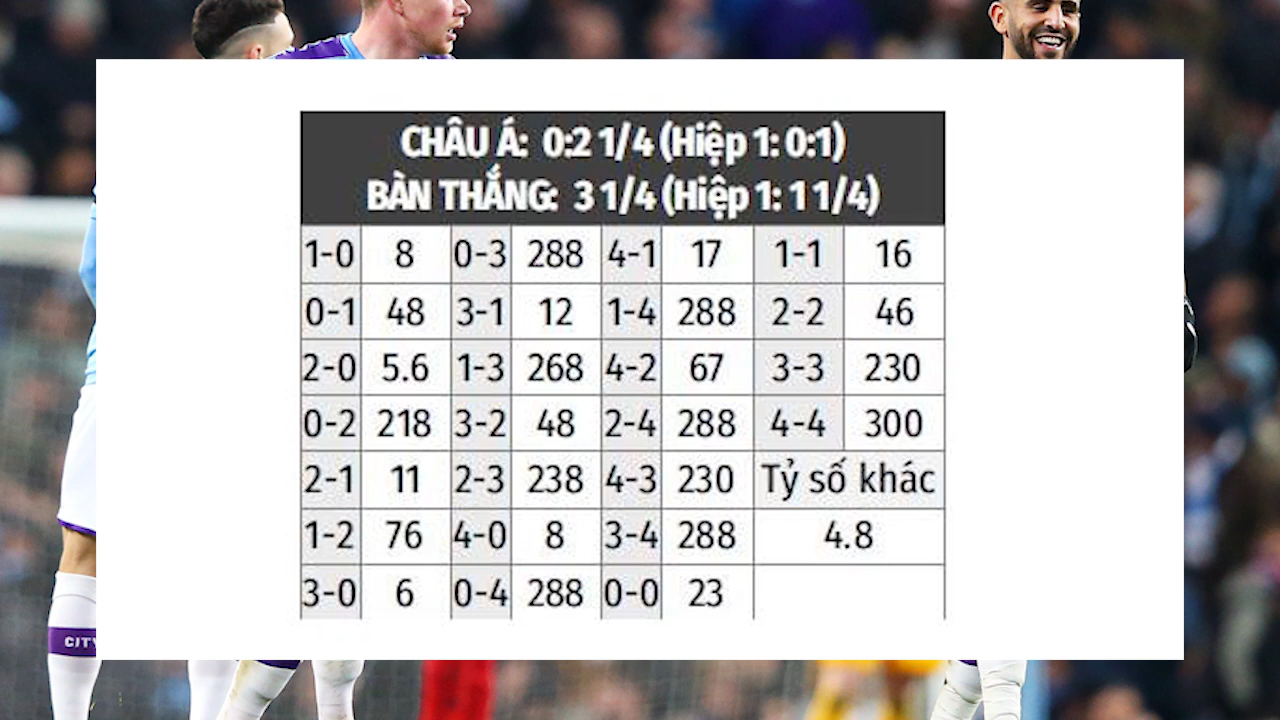 CHÂU Á: 0:2 1/4 (Hiệp 1: 0:1)
BÀN THẮNG: 3 1/4 (Hiệp 1: 1 1/4)
1-0 8 0-3 288 4-1 17 1-1 16
0-1 48 3-1 12 1-4 288 2-2 46
2-0 5.6 1-3 268 4-2 67 3-3 230
0-2 218 3-2 48 2-4 288 4-4 300
2-1 11 2-3 238 4-3 230 Tỷ số khác
1-2 76 4-0 8 3-4 288 4.8
3-0 6 0-4 288 0-0 23
CITY